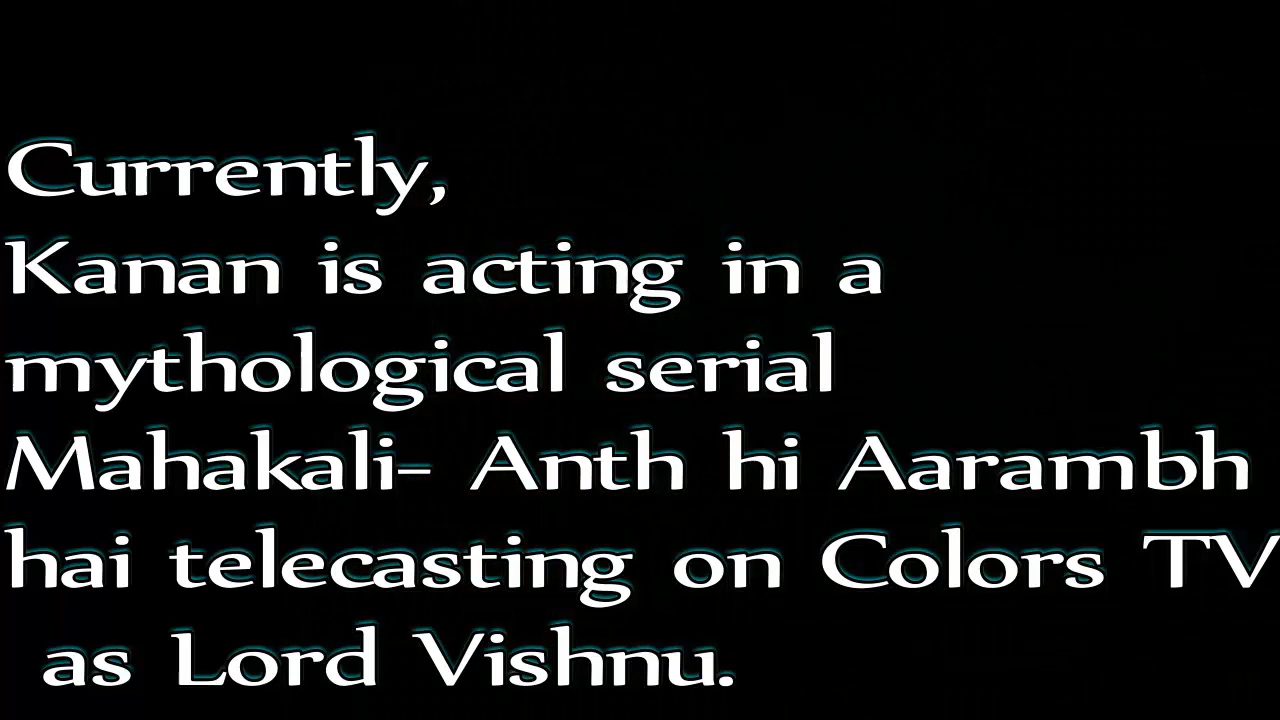 Currently,
Kanan is acting in a
mythological serial
Mahakali- Anth hi Aarambh
hai telecasting on Colors TV
as Lord Vishnu.